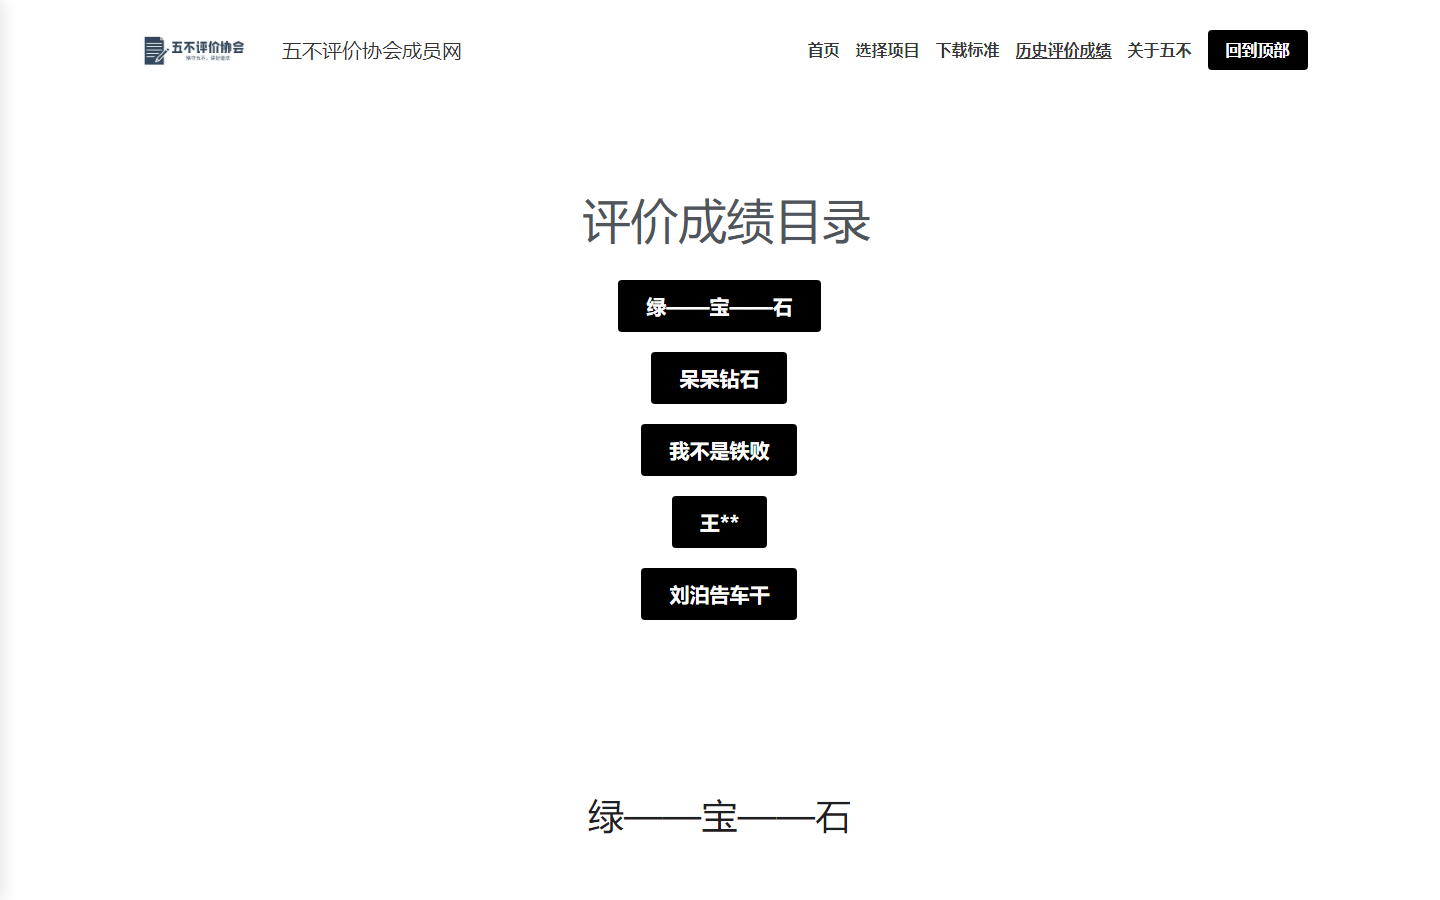 五不评价协会
五不评价协会成员网
首页 选择项目 下载标准 历史评价成绩 关于五不 回到顶部
评价成绩目录
绿——宝——石
呆呆钻石
我不是铁败
王**
刘泊告车干
绿——宝——石